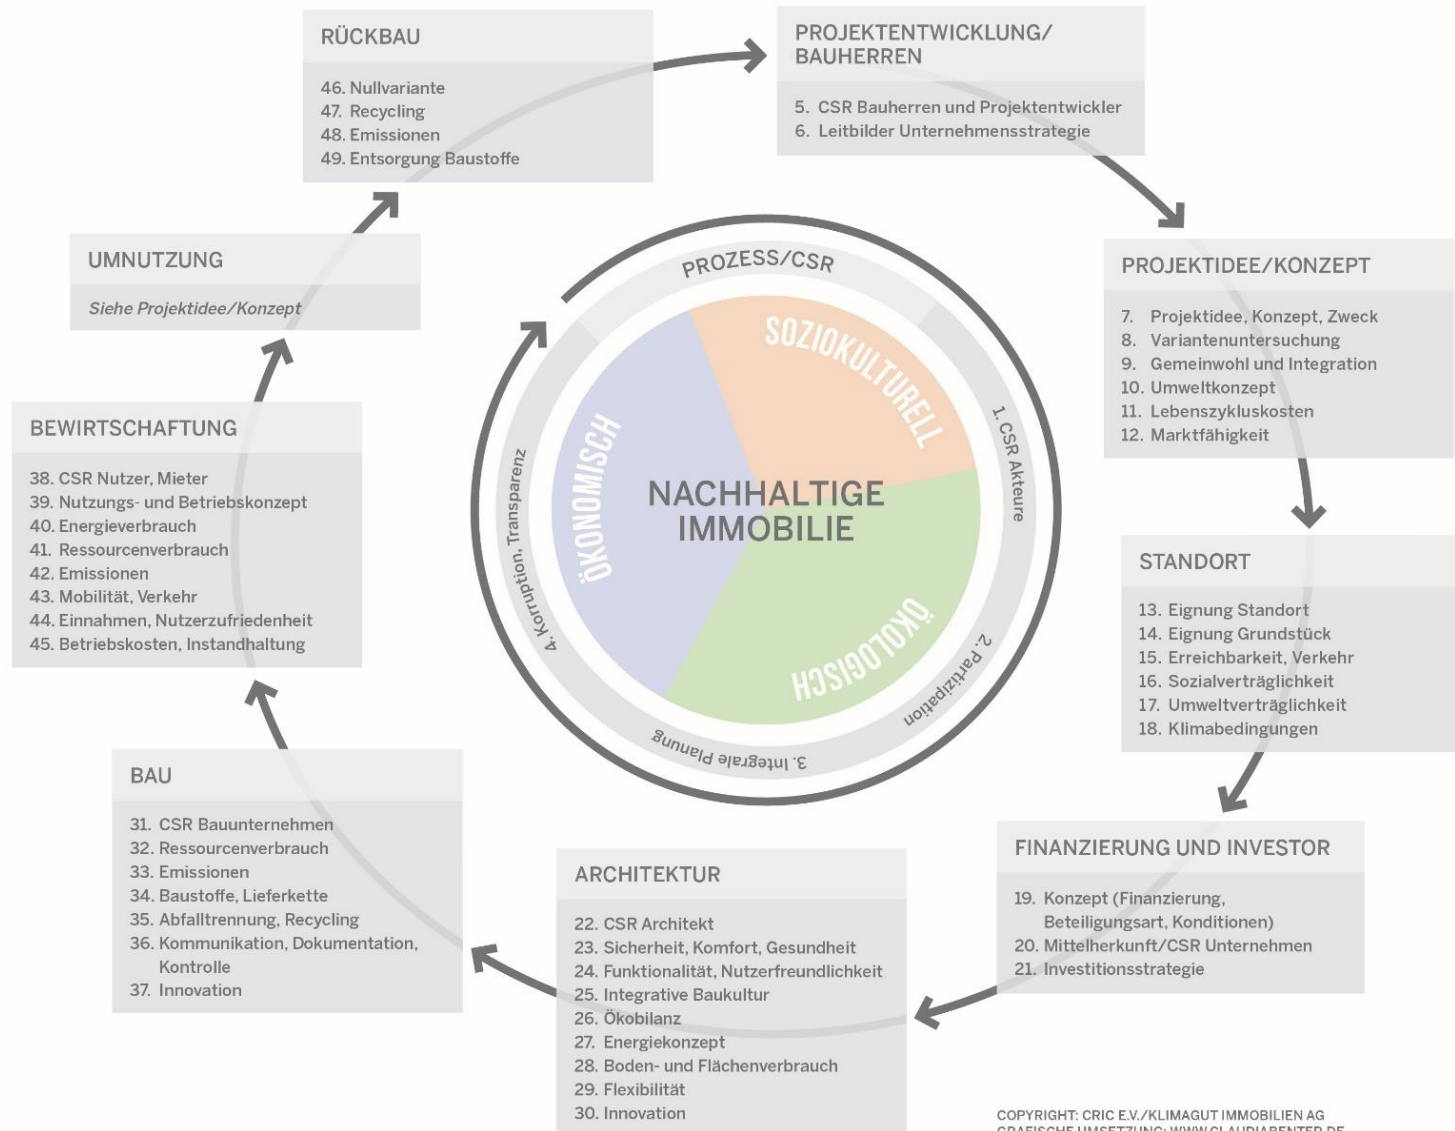 RÜCKBAU
46. Nullvariante
47. Recycling
48. Emissionen
49. Entsorgung Baustoffe
PROJEKTENTWICKLUNG/
BAUHERREN
5. CSR Bauherren und Projektentwickler
6. Leitbilder Unternehmensstrategie
PROJEKTIDEE/KONZEPT
7. Projektidee, Konzept, Zweck
8. Variantenuntersuchung
9. Gemeinwohl und Integration
10. Umweltkonzept
11. Lebenszykluskosten
12. Marktfähigkeit
STANDORT
13. Eignung Standort
14. Eignung Grundstück
15. Erreichbarkeit, Verkehr
16. Sozialverträglichkeit
17. Umweltverträglichkeit
18. Klimabedingungen
FINANZIERUNG UND INVESTOR
19. Konzept (Finanzierung,
Beteiligungsart, Konditionen)
20. Mittelherkunft/CSR Unternehmen
21. Investitionsstrategie
ARCHITEKTUR
22. CSR Architekt
23. Sicherheit, Komfort, Gesundheit
24. Funktionalität, Nutzerfreundlichkeit
25. Integrative Baukultur
26. Ökobilanz
27. Energiekonzept
28. Boden- und Flächenverbrauch
29. Flexibilität
30. Innovation
BAU
31. CSR Bauunternehmen
32. Ressourcenverbrauch
33. Emissionen
34. Baustoffe, Lieferkette
35. Abfalltrennung, Recycling
36. Kommunikation, Dokumentation,
Kontrolle
37. Innovation
BEWIRTSCHAFTUNG
38. CSR Nutzer, Mieter
39. Nutzungs- und Betriebskonzept
40. Energieverbrauch
41. Ressourcenverbrauch
42. Emissionen
43. Mobilität, Verkehr
44. Einnahmen, Nutzerzufriedenheit
45. Betriebskosten, Instandhaltung
UMNUTZUNG
Siehe Projektidee/Konzept
PROZESS/CSR
1. CSR Akteure
2. Partizipation
3. Integrale Planung
4. Korruption, Transparenz
SOZIOKULTURELL
ÖKOLOGISCH
ÖKONOMISCH
NACHHALTIGE
IMMOBILIE
COPYRIGHT: CRIC E.V./KLIMAGUT IMMOBILIEN AG
GRAFISCHE UMSETZUNG: WWW.CLAUDIABENTER.DE